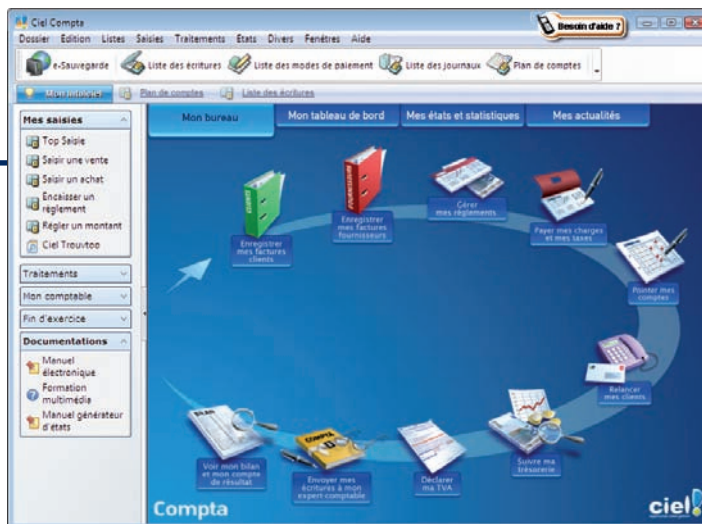 Ciel Compta
Besoin d'aide ?
Dossier Edition Listes Saisies Traitements Etats Divers Fenêtres Aide
e-Sauvegarde Liste des écritures Liste des modes de paiement Liste des journaux Plan de comptes
Plan de comptes Liste des écritures
Mes saisies
Top Saisie
Saisir une vente
Saisir un achat
Encaisser un
règlement
Régler un montant
Ciel Trouvtoo
Traitements
Mon comptable
Fin d'exercice
Documentations
Manuel
électronique
Formation
multimédia
Manuel générateur
d'états
Mon bureau Mon tableau de bord Mes états et statistiques Mes actualités
CLIENTS
Enregistrer
mes factures
clients
FOURNISSEURS
Enregistrer
mes factures
fournisseurs
Gérer
mes règlements
Payer mes charges
et mes taxes
Pointer mes
comptes
Relancer
mes clients
Suivre ma
trésorerie
Déclarer
ma TVA
COMPTA
Envoyer mes
écritures à mon
expert-comptable
BILAN
Voir mon bilan
et mon compte
de résultat
Compta
ciel